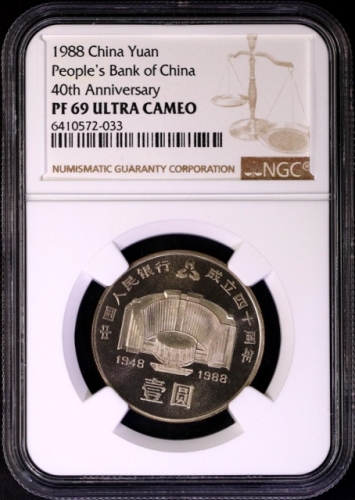 1988 China Yuan
People's Bank of China
40th Anniversary
PF 69 ULTRA CAMEO
6410572-033
NUMISMATIC GUARANTY CORPORATION
NGC®
中国人民银行 成立四十周年
1948 1988
壹圆